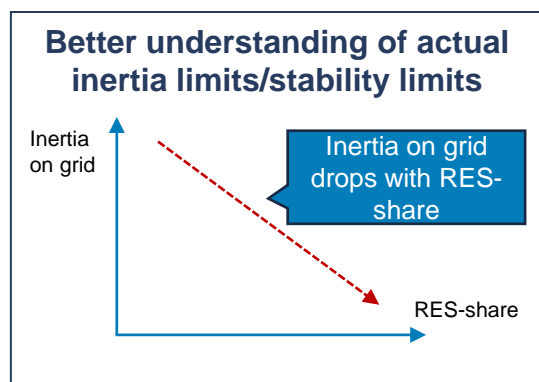 Better understanding of actual
inertia limits/stability limits
Inertia
on grid
Inertia on grid
drops with RES-
share
RES-share